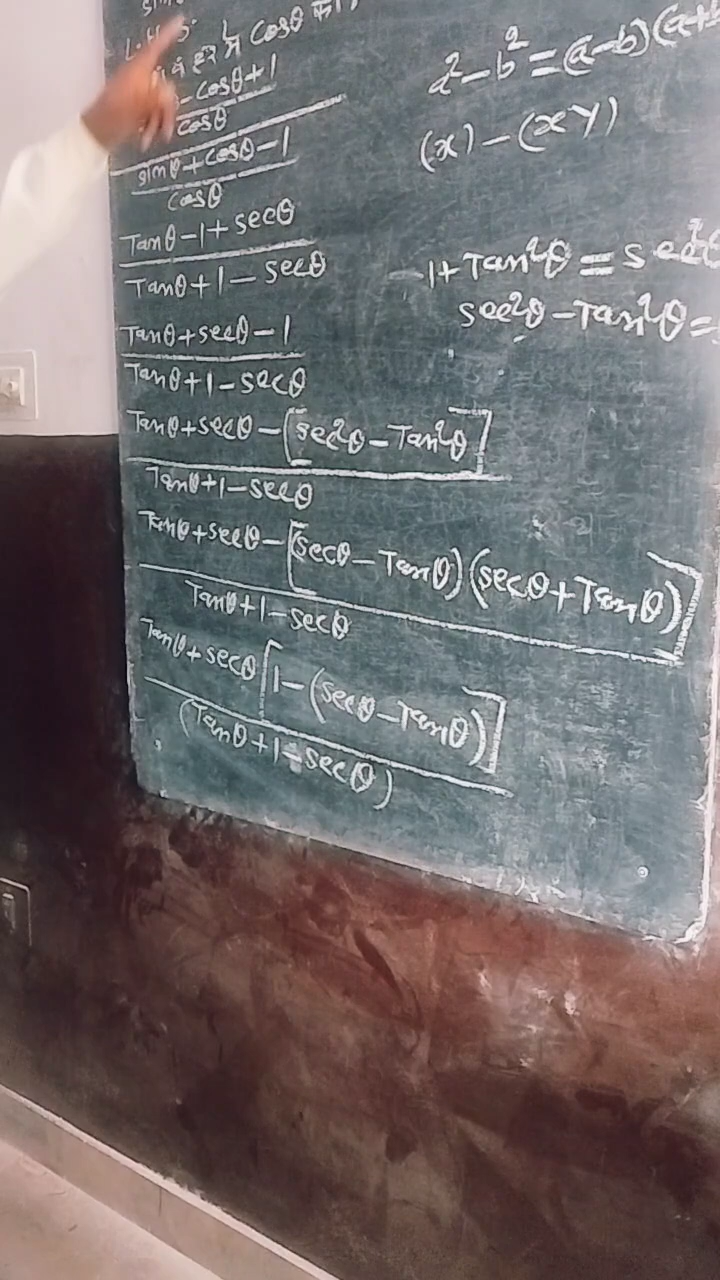 L.H.S.
हर में cosθ
- cosθ + 1
cosθ
sinθ + cosθ - 1
cosθ
Tanθ - 1 + secθ
Tanθ + 1 - secθ
Tanθ + secθ - 1
Tanθ + 1 - secθ
Tanθ + secθ - [sec²θ - Tan²θ]
Tanθ + 1 - secθ
Tanθ + secθ - [(secθ - Tanθ)(secθ + Tanθ)]
Tanθ + 1 - secθ
Tanθ + secθ [1 - (secθ - Tanθ)]
(Tanθ + 1 - secθ)
a² - b² = (a-b)(a+
(x) - (xy)
1 + Tan²θ = sec²θ
sec²θ - Tan²θ =